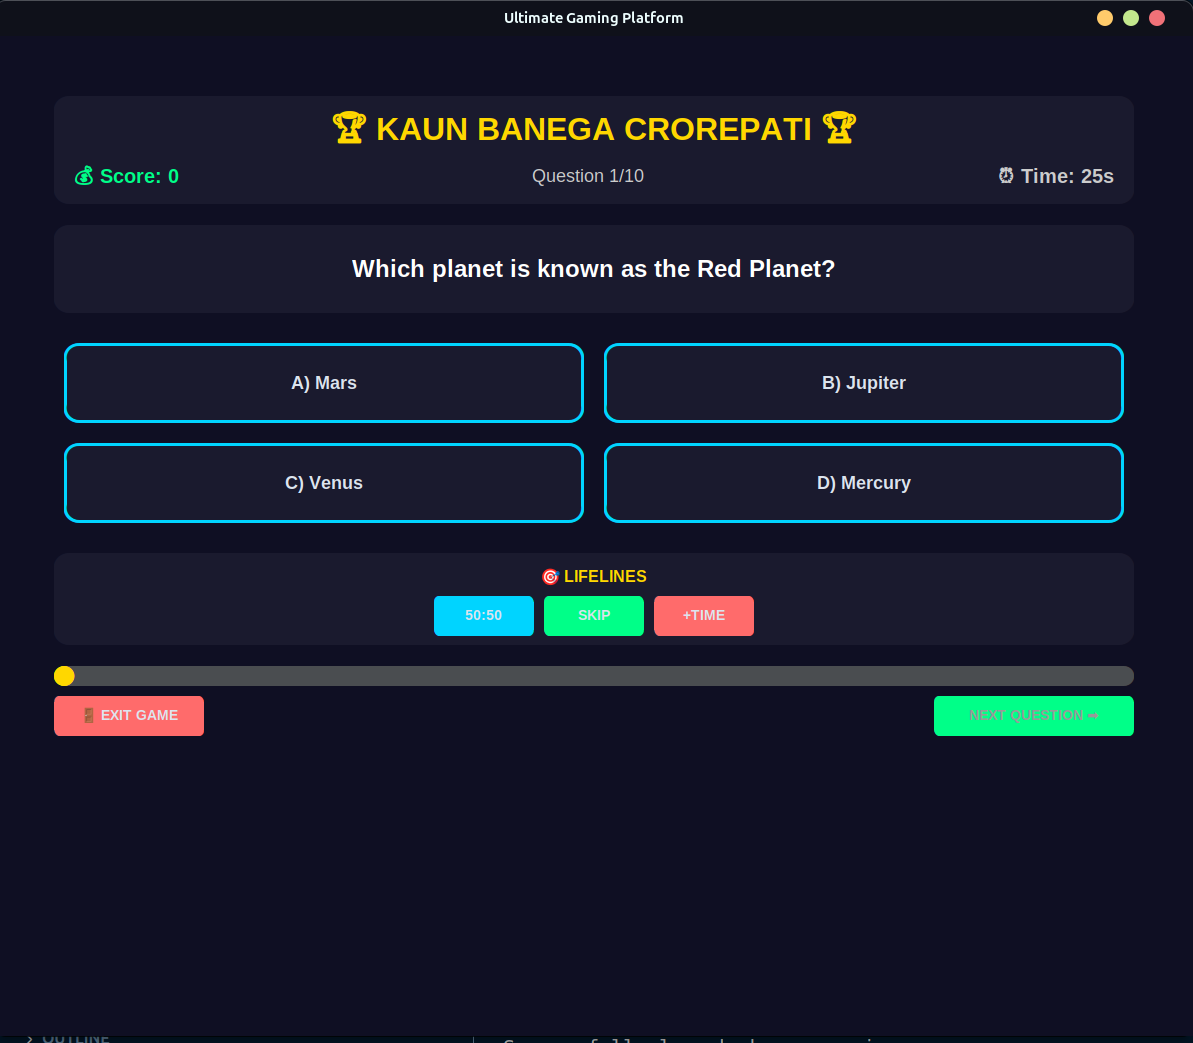 Ultimate Gaming Platform
🏆 KAUN BANEGA CROREPATI 🏆
💰 Score: 0
Question 1/10
⏰ Time: 25s
Which planet is known as the Red Planet?
A) Mars
B) Jupiter
C) Venus
D) Mercury
🎯 LIFELINES
50:50
SKIP
+TIME
🚪 EXIT GAME
NEXT QUESTION ➡
OUTLINE